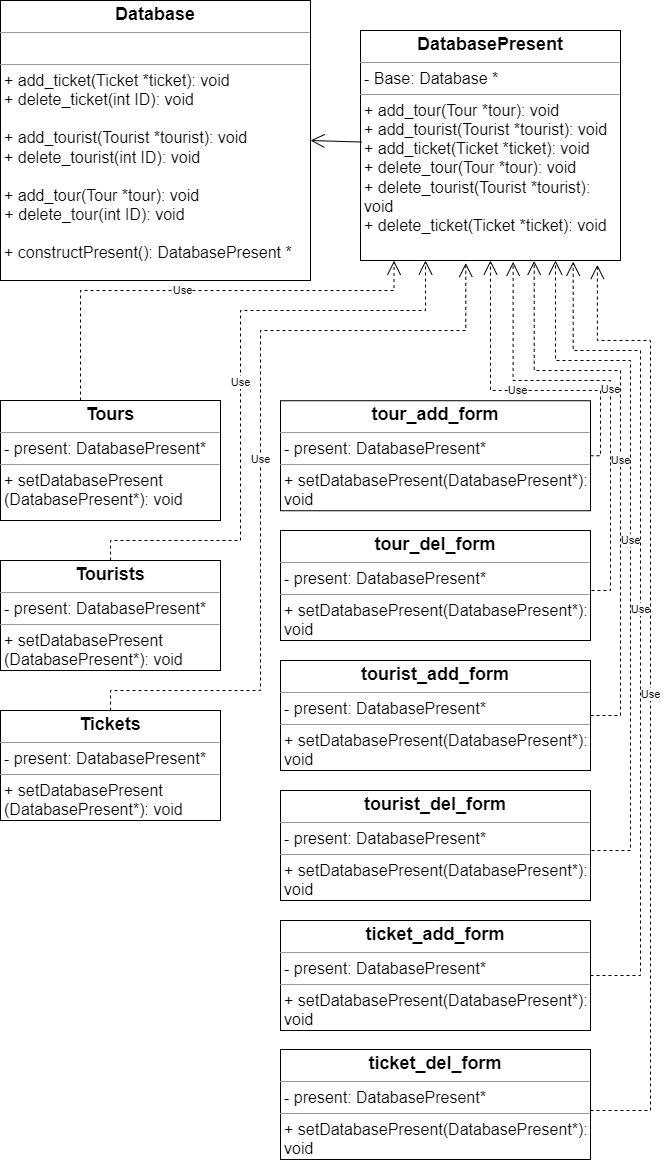 Database
+ add_ticket(Ticket *ticket): void
+ delete_ticket(int ID): void
+ add_tourist(Tourist *tourist): void
+ delete_tourist(int ID): void
+ add_tour(Tour *tour): void
+ delete_tour(int ID): void
+ constructPresent(): DatabasePresent *
DatabasePresent
- Base: Database *
+ add_tour(Tour *tour): void
+ add_tourist(Tourist *tourist): void
+ add_ticket(Ticket *ticket): void
+ delete_tour(Tour *tour): void
+ delete_tourist(Tourist *tourist):
void
+ delete_ticket(Ticket *ticket): void
Use
Use
Use
Tours
- present: DatabasePresent*
+ setDatabasePresent
(DatabasePresent*): void
Tourists
- present: DatabasePresent*
+ setDatabasePresent
(DatabasePresent*): void
Tickets
- present: DatabasePresent*
+ setDatabasePresent
(DatabasePresent*): void
Use
Use
Use
Use
Use
Use
tour_add_form
- present: DatabasePresent*
+ setDatabasePresent(DatabasePresent*):
void
tour_del_form
- present: DatabasePresent*
+ setDatabasePresent(DatabasePresent*):
void
tourist_add_form
- present: DatabasePresent*
+ setDatabasePresent(DatabasePresent*):
void
tourist_del_form
- present: DatabasePresent*
+ setDatabasePresent(DatabasePresent*):
void
ticket_add_form
- present: DatabasePresent*
+ setDatabasePresent(DatabasePresent*):
void
ticket_del_form
- present: DatabasePresent*
+ setDatabasePresent(DatabasePresent*):
void